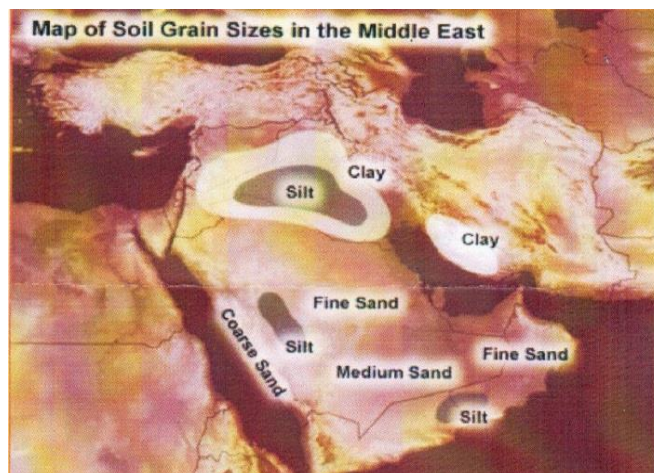 Map of Soil Grain Sizes in the Middle East
Clay
Silt
Clay
Fine Sand
Coarse Sand
Silt
Fine Sand
Medium Sand
Silt